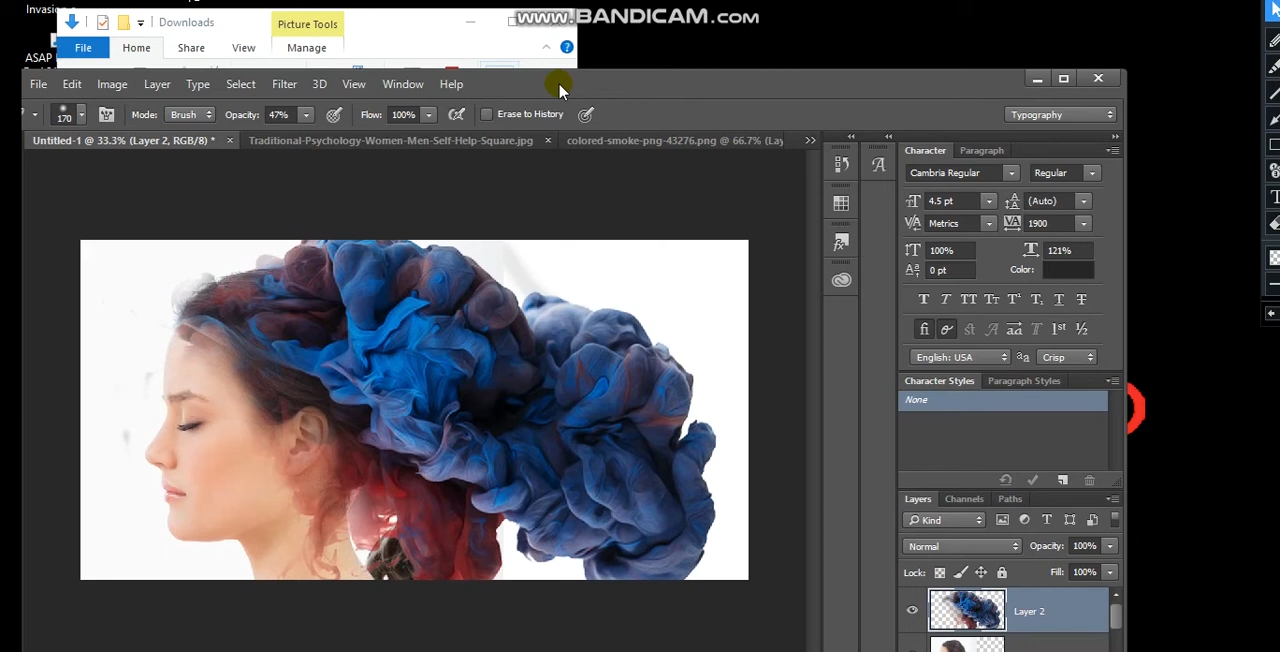 Invasion
www.BANDICAM.com
Downloads
Picture Tools
File Home Share View Manage
ASAP
File Edit Image Layer Type Select Filter 3D View Window Help
170 Mode: Brush Opacity: 47% Flow: 100% Erase to History Typography
Untitled-1 @ 33.3% (Layer 2, RGB/8) * × Traditional-Psychology-Women-Men-Self-Help-Square.jpg × colored-smoke-png-43276.png @ 66.7% (Lay
Character Paragraph
Cambria Regular Regular
4.5 pt (Auto)
Metrics 1900
100% 121%
0 pt Color:
English: USA Crisp
Character Styles Paragraph Styles
None
Layers Channels Paths
Kind
Normal Opacity: 100%
Lock: Fill: 100%
Layer 2